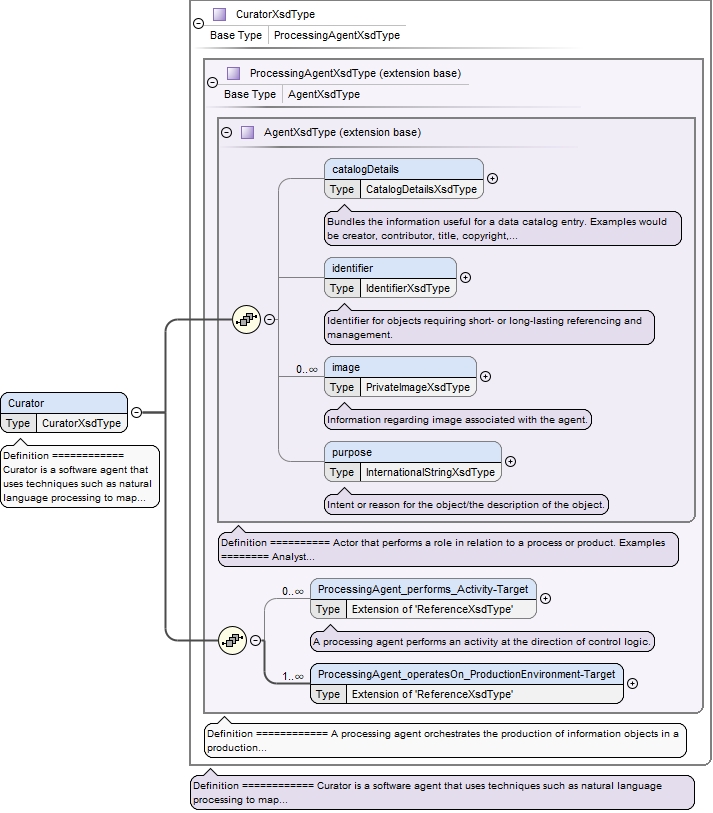 CuratorXsdType
Base Type ProcessingAgentXsdType
ProcessingAgentXsdType (extension base)
Base Type AgentXsdType
AgentXsdType (extension base)
catalogDetails
Type CatalogDetailsXsdType
Bundles the information useful for a data catalog entry. Examples would
be creator, contributor, title, copyright,...
identifier
Type IdentifierXsdType
Identifier for objects requiring short- or long-lasting referencing and
management.
0..∞
image
Type PrivateImageXsdType
Information regarding image associated with the agent.
purpose
Type InternationalStringXsdType
Intent or reason for the object/the description of the object.
Curator
Type CuratorXsdType
Definition ============
Curator is a software agent that
uses techniques such as natural
language processing to map...
Definition ========== Actor that performs a role in relation to a process or product. Examples
======== Analyst...
0..∞
ProcessingAgent_performs_Activity-Target
Type Extension of 'ReferenceXsdType'
A processing agent performs an activity at the direction of control logic.
1..∞
ProcessingAgent_operatesOn_ProductionEnvironment-Target
Type Extension of 'ReferenceXsdType'
Definition ============ A processing agent orchestrates the production of information objects in a
production...
Definition ============ Curator is a software agent that uses techniques such as natural language
processing to map...